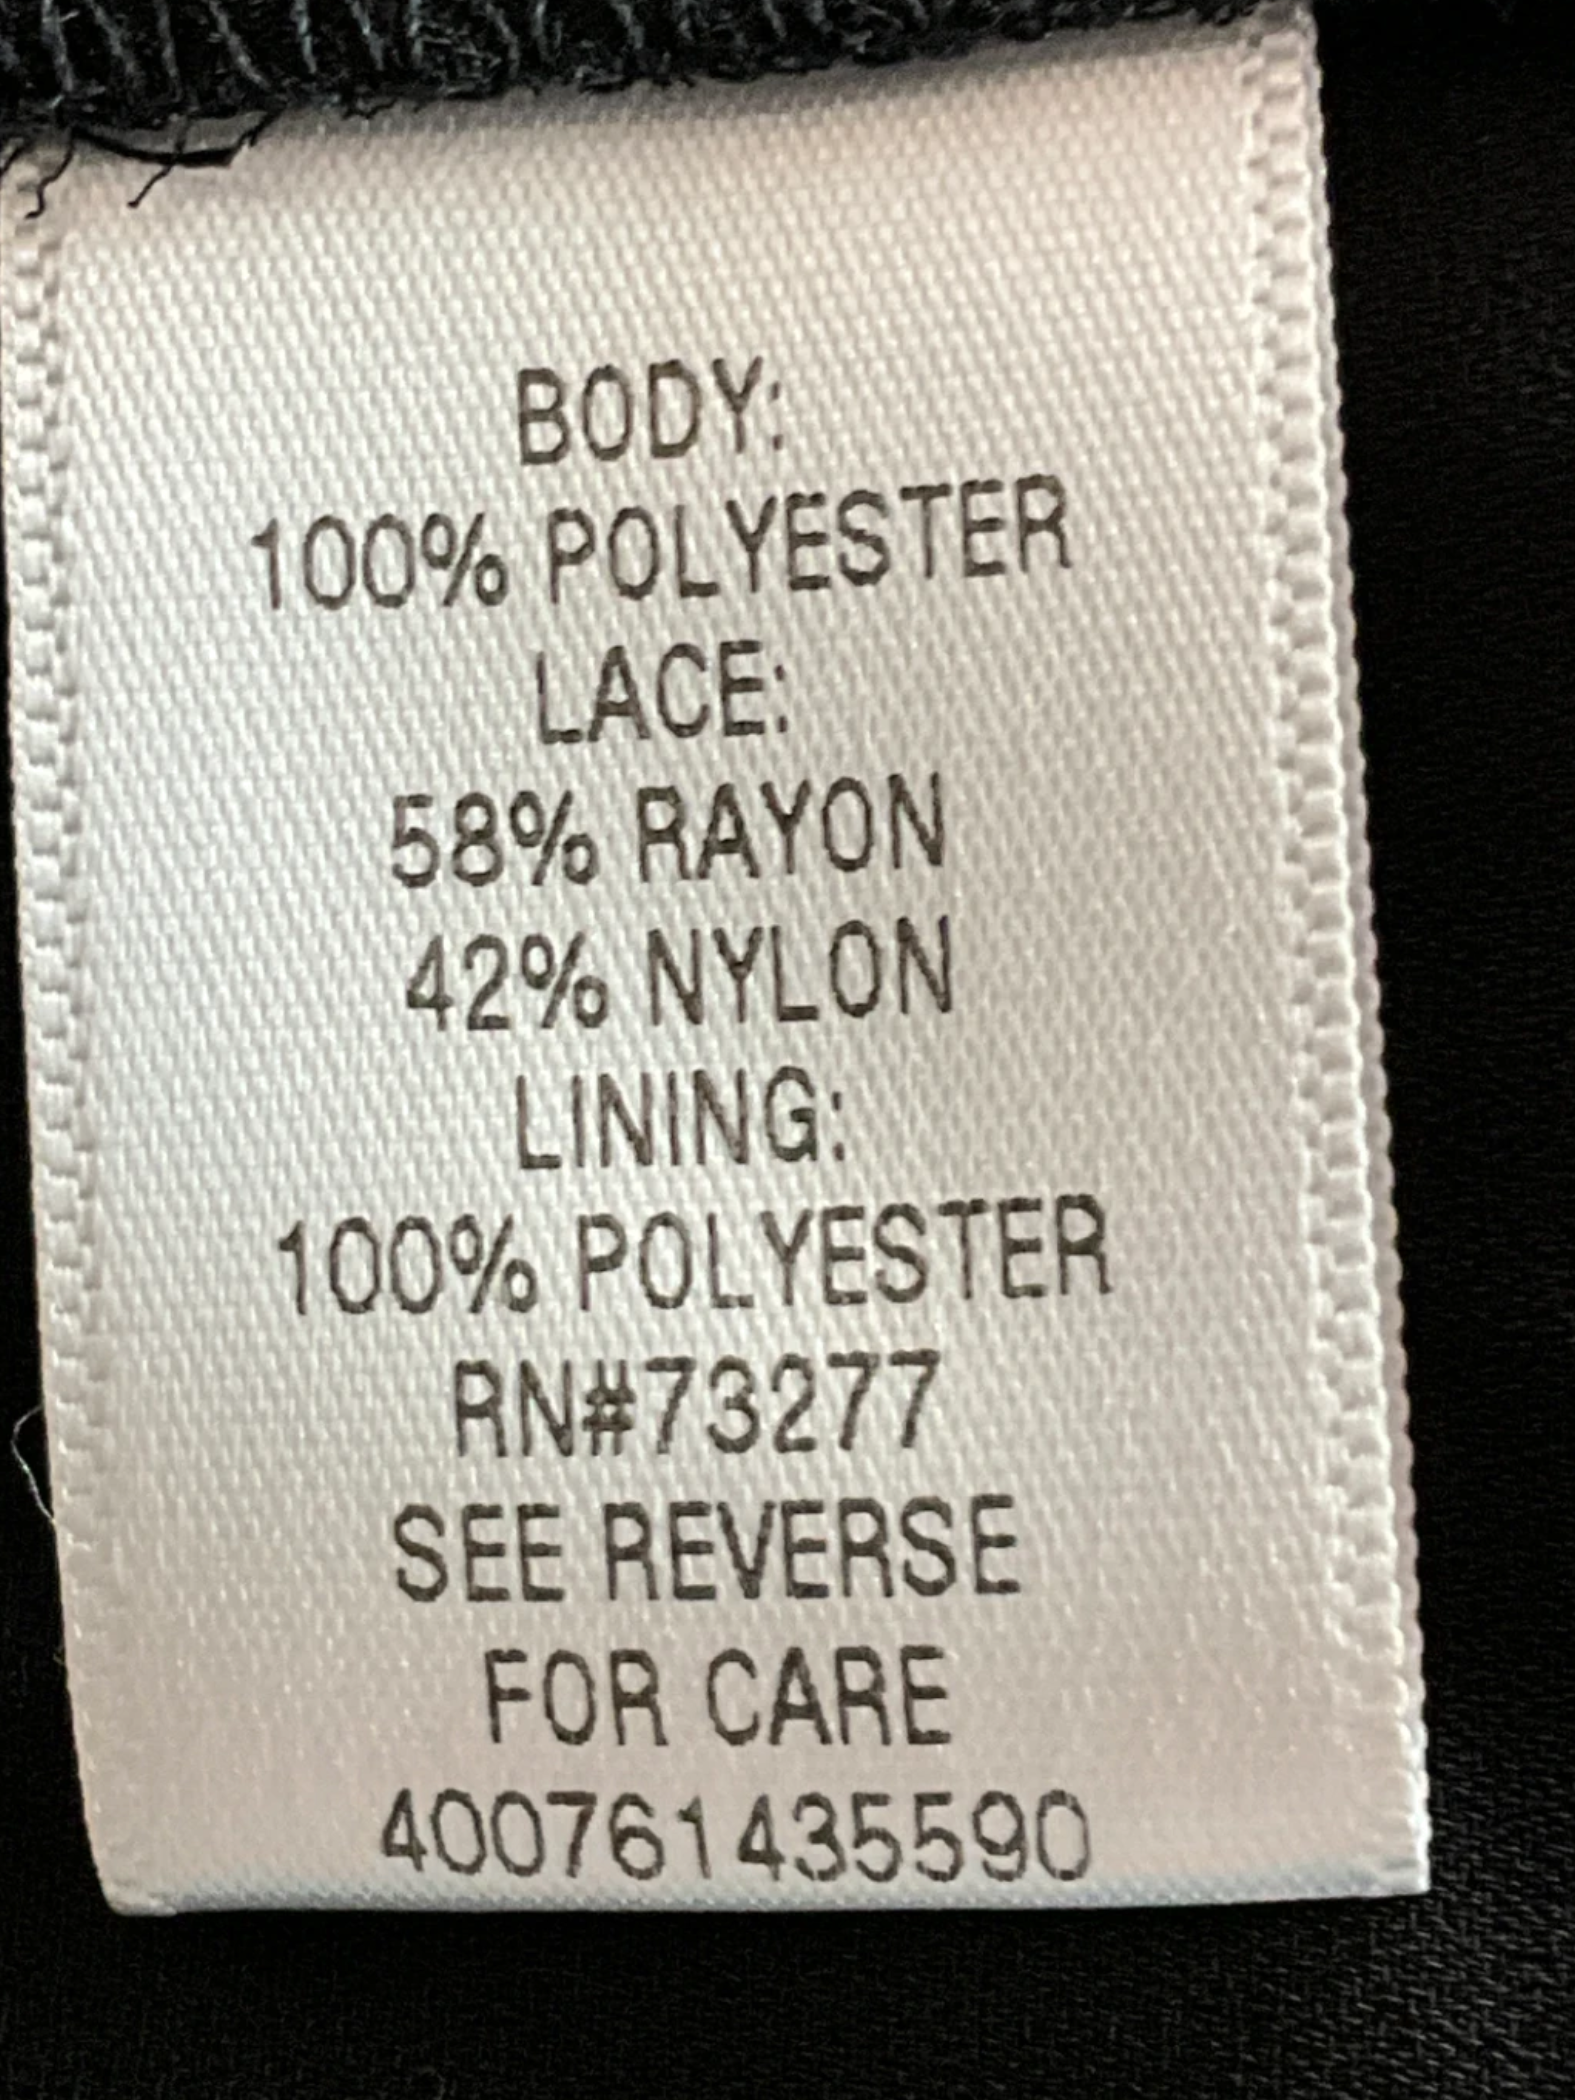 BODY:
100% POLYESTER
LACE:
58% RAYON
42% NYLON
LINING:
100% POLYESTER
RN#73277
SEE REVERSE
FOR CARE
400761435590